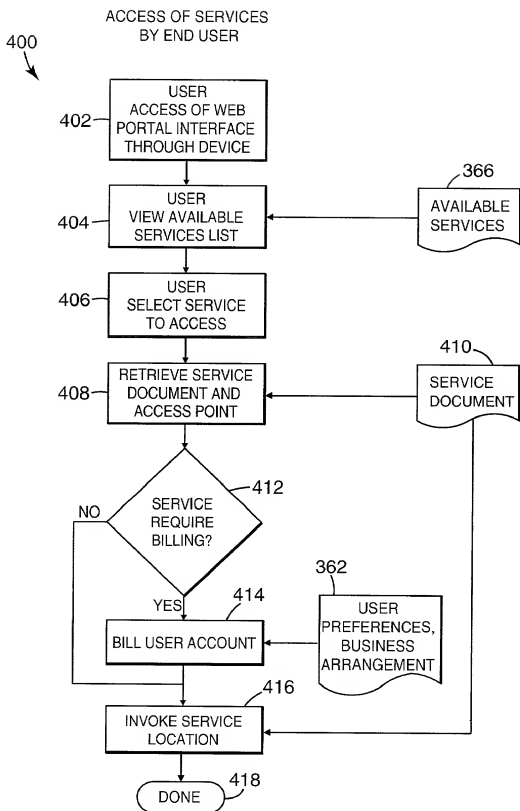 ACCESS OF SERVICES
BY END USER
400
USER
ACCESS OF WEB
PORTAL INTERFACE
THROUGH DEVICE
402
USER
VIEW AVAILABLE
SERVICES LIST
404
366
AVAILABLE
SERVICES
USER
SELECT SERVICE
TO ACCESS
406
RETRIEVE SERVICE
DOCUMENT AND
ACCESS POINT
408
410
SERVICE
DOCUMENT
SERVICE
REQUIRE
BILLING?
412
NO
YES
414
BILL USER ACCOUNT
362
USER
PREFERENCES,
BUSINESS
ARRANGEMENT
416
INVOKE SERVICE
LOCATION
DONE
418